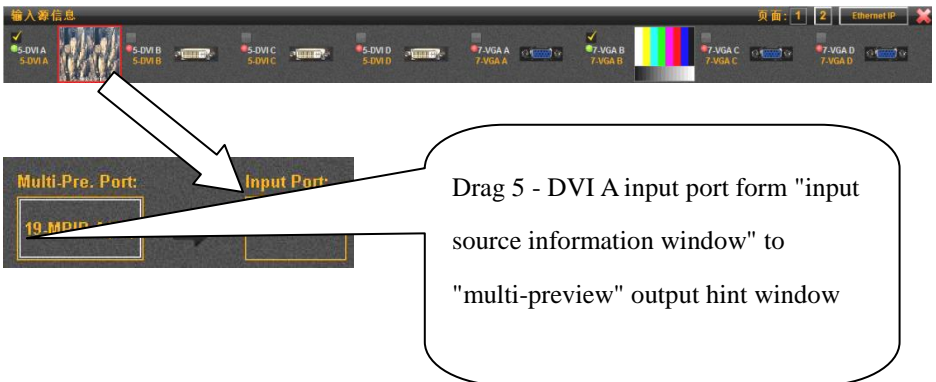 输入源信息 页面: 1 2 Ethernet IP
5-DVI A 5-DVI B 5-DVI C 5-DVI D 7-VGA A 7-VGA B 7-VGA C 7-VGA D
5-DVI A 5-DVI B 5-DVI C 5-DVI D 7-VGA A 7-VGA B 7-VGA C 7-VGA D
Multi-Pre. Port: Input Port:
Drag 5 - DVI A input port form "input
source information window" to
"multi-preview" output hint window